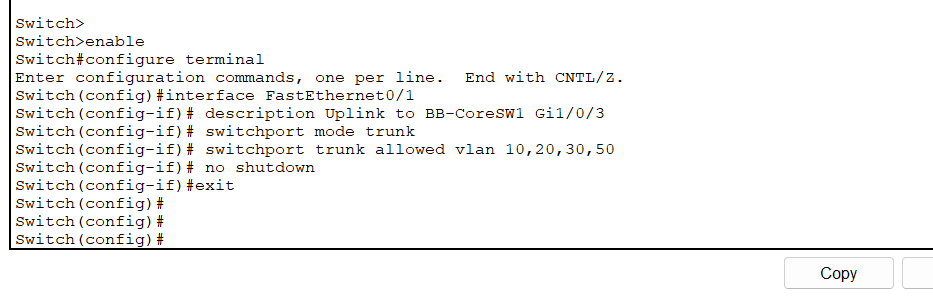 Switch>
Switch>enable
Switch#configure terminal
Enter configuration commands, one per line.  End with CNTL/Z.
Switch(config)#interface FastEthernet0/1
Switch(config-if)# description Uplink to BB-CoreSW1 Gi1/0/3
Switch(config-if)# switchport mode trunk
Switch(config-if)# switchport trunk allowed vlan 10,20,30,50
Switch(config-if)# no shutdown
Switch(config-if)#exit
Switch(config)#
Switch(config)#
Switch(config)#
Copy